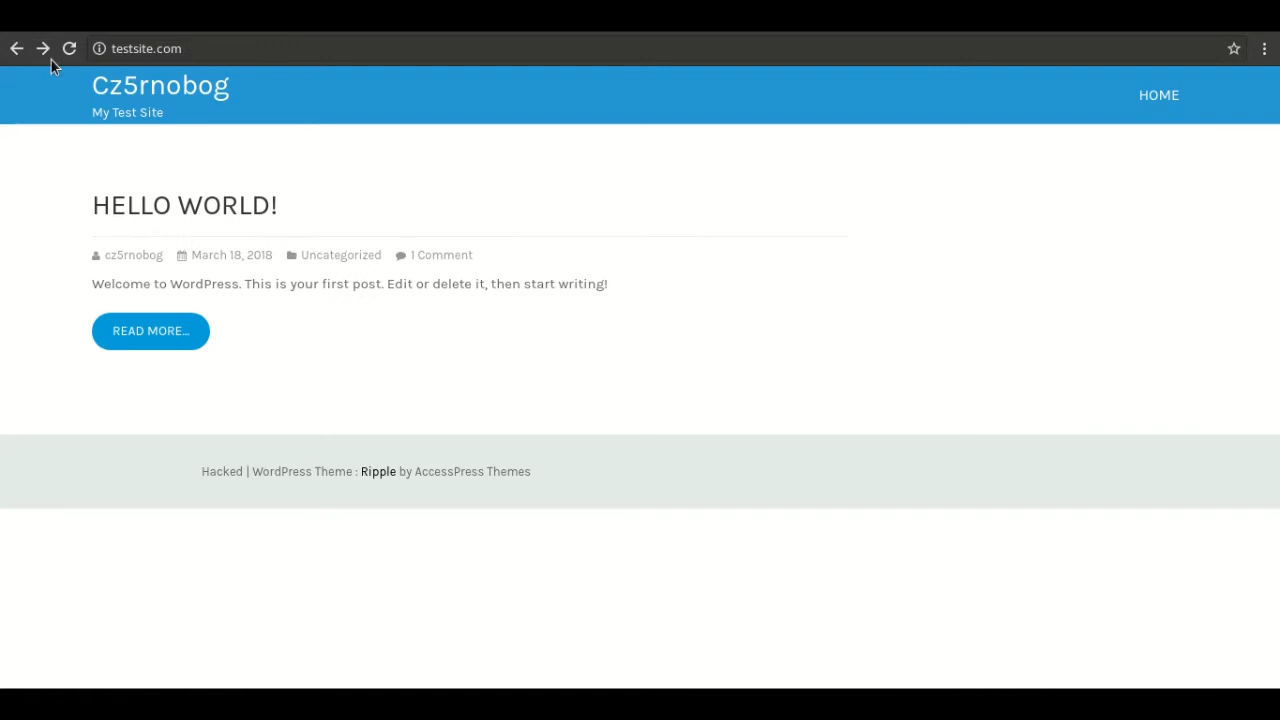 testsite.com
Cz5rnobog
My Test Site
HOME
HELLO WORLD!
cz5rnobog March 18, 2018 Uncategorized 1 Comment
Welcome to WordPress. This is your first post. Edit or delete it, then start writing!
READ MORE...
Hacked | WordPress Theme : Ripple by AccessPress Themes